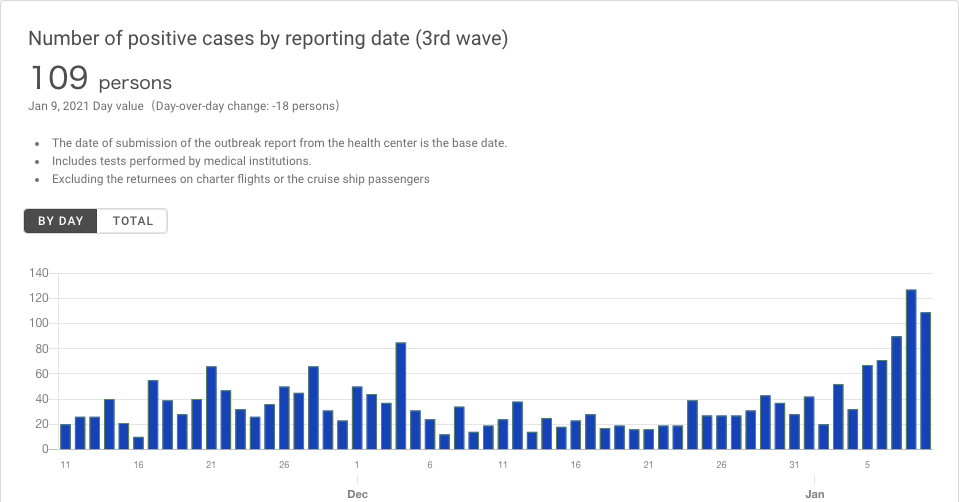 Number of positive cases by reporting date (3rd wave)
109 persons
Jan 9, 2021 Day value（Day-over-day change: -18 persons）
• The date of submission of the outbreak report from the health center is the base date.
• Includes tests performed by medical institutions.
• Excluding the returnees on charter flights or the cruise ship passengers
BY DAY TOTAL
140
120
100
80
60
40
20
0
11 16 21 26 1 6 11 16 21 26 31 5
Dec Jan